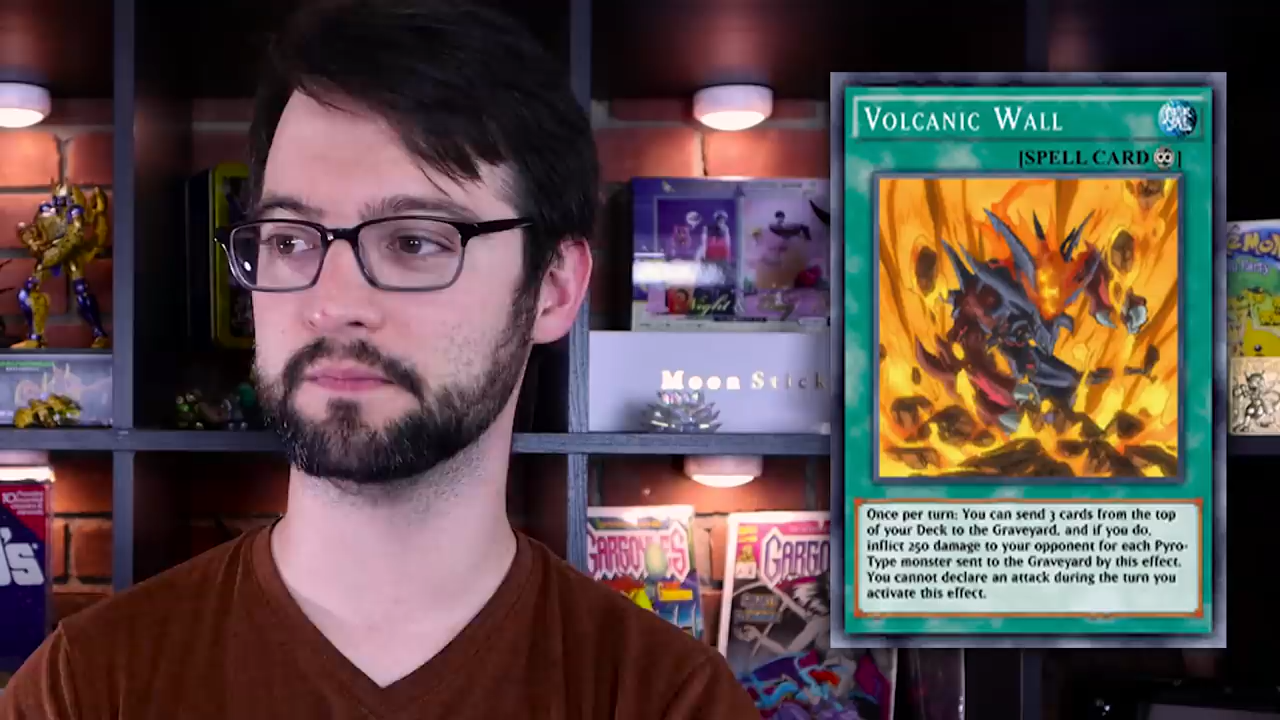 VOLCANIC WALL
[SPELL CARD]
Once per turn: You can send 3 cards from the top
of your Deck to the Graveyard, and if you do,
inflict 250 damage to your opponent for each Pyro-
Type monster sent to the Graveyard by this effect.
You cannot declare an attack during the turn you
activate this effect.
Night &
Moon Stick
GARGOYLES
GARGO
10
's